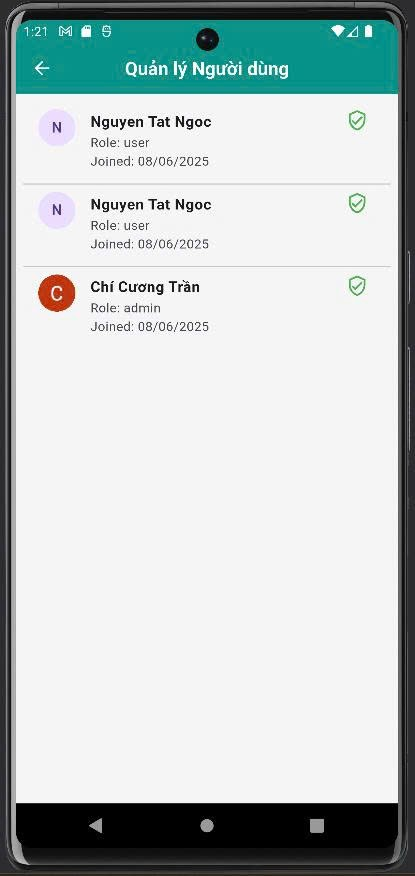 1:21
Quản lý Người dùng
N
Nguyen Tat Ngoc
Role: user
Joined: 08/06/2025
N
Nguyen Tat Ngoc
Role: user
Joined: 08/06/2025
C
Chí Cương Trần
Role: admin
Joined: 08/06/2025